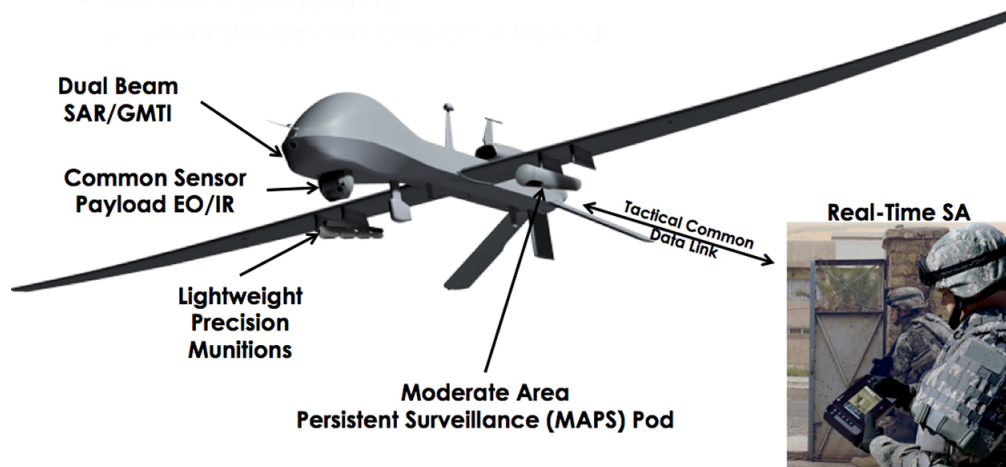 Dual Beam
SAR/GMTI
Common Sensor
Payload EO/IR
Lightweight
Precision
Munitions
Moderate Area
Persistent Surveillance (MAPS) Pod
Tactical Common
Data Link
Real-Time SA